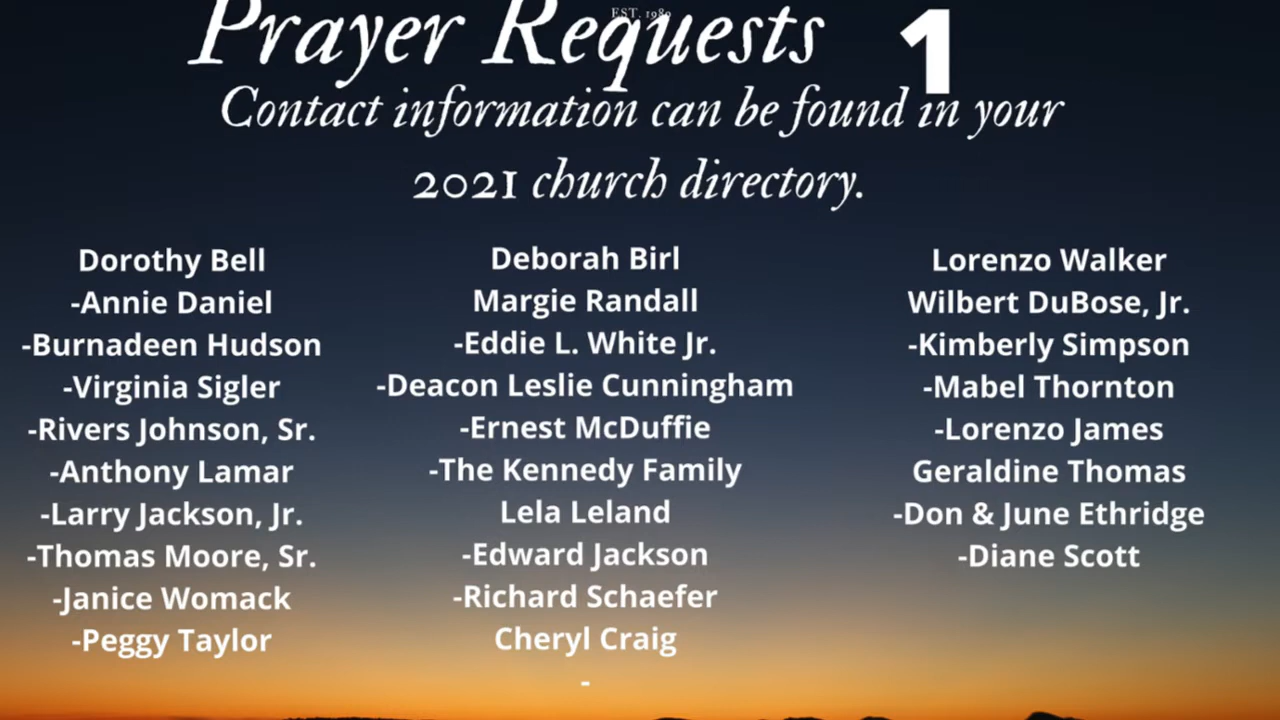 EST. 1989
Prayer Requests 1
Contact information can be found in your
2021 church directory.
Dorothy Bell
-Annie Daniel
-Burnadeen Hudson
-Virginia Sigler
-Rivers Johnson, Sr.
-Anthony Lamar
-Larry Jackson, Jr.
-Thomas Moore, Sr.
-Janice Womack
-Peggy Taylor
Deborah Birl
Margie Randall
-Eddie L. White Jr.
-Deacon Leslie Cunningham
-Ernest McDuffie
-The Kennedy Family
Lela Leland
-Edward Jackson
-Richard Schaefer
Cheryl Craig
-
Lorenzo Walker
Wilbert DuBose, Jr.
-Kimberly Simpson
-Mabel Thornton
-Lorenzo James
Geraldine Thomas
-Don & June Ethridge
-Diane Scott